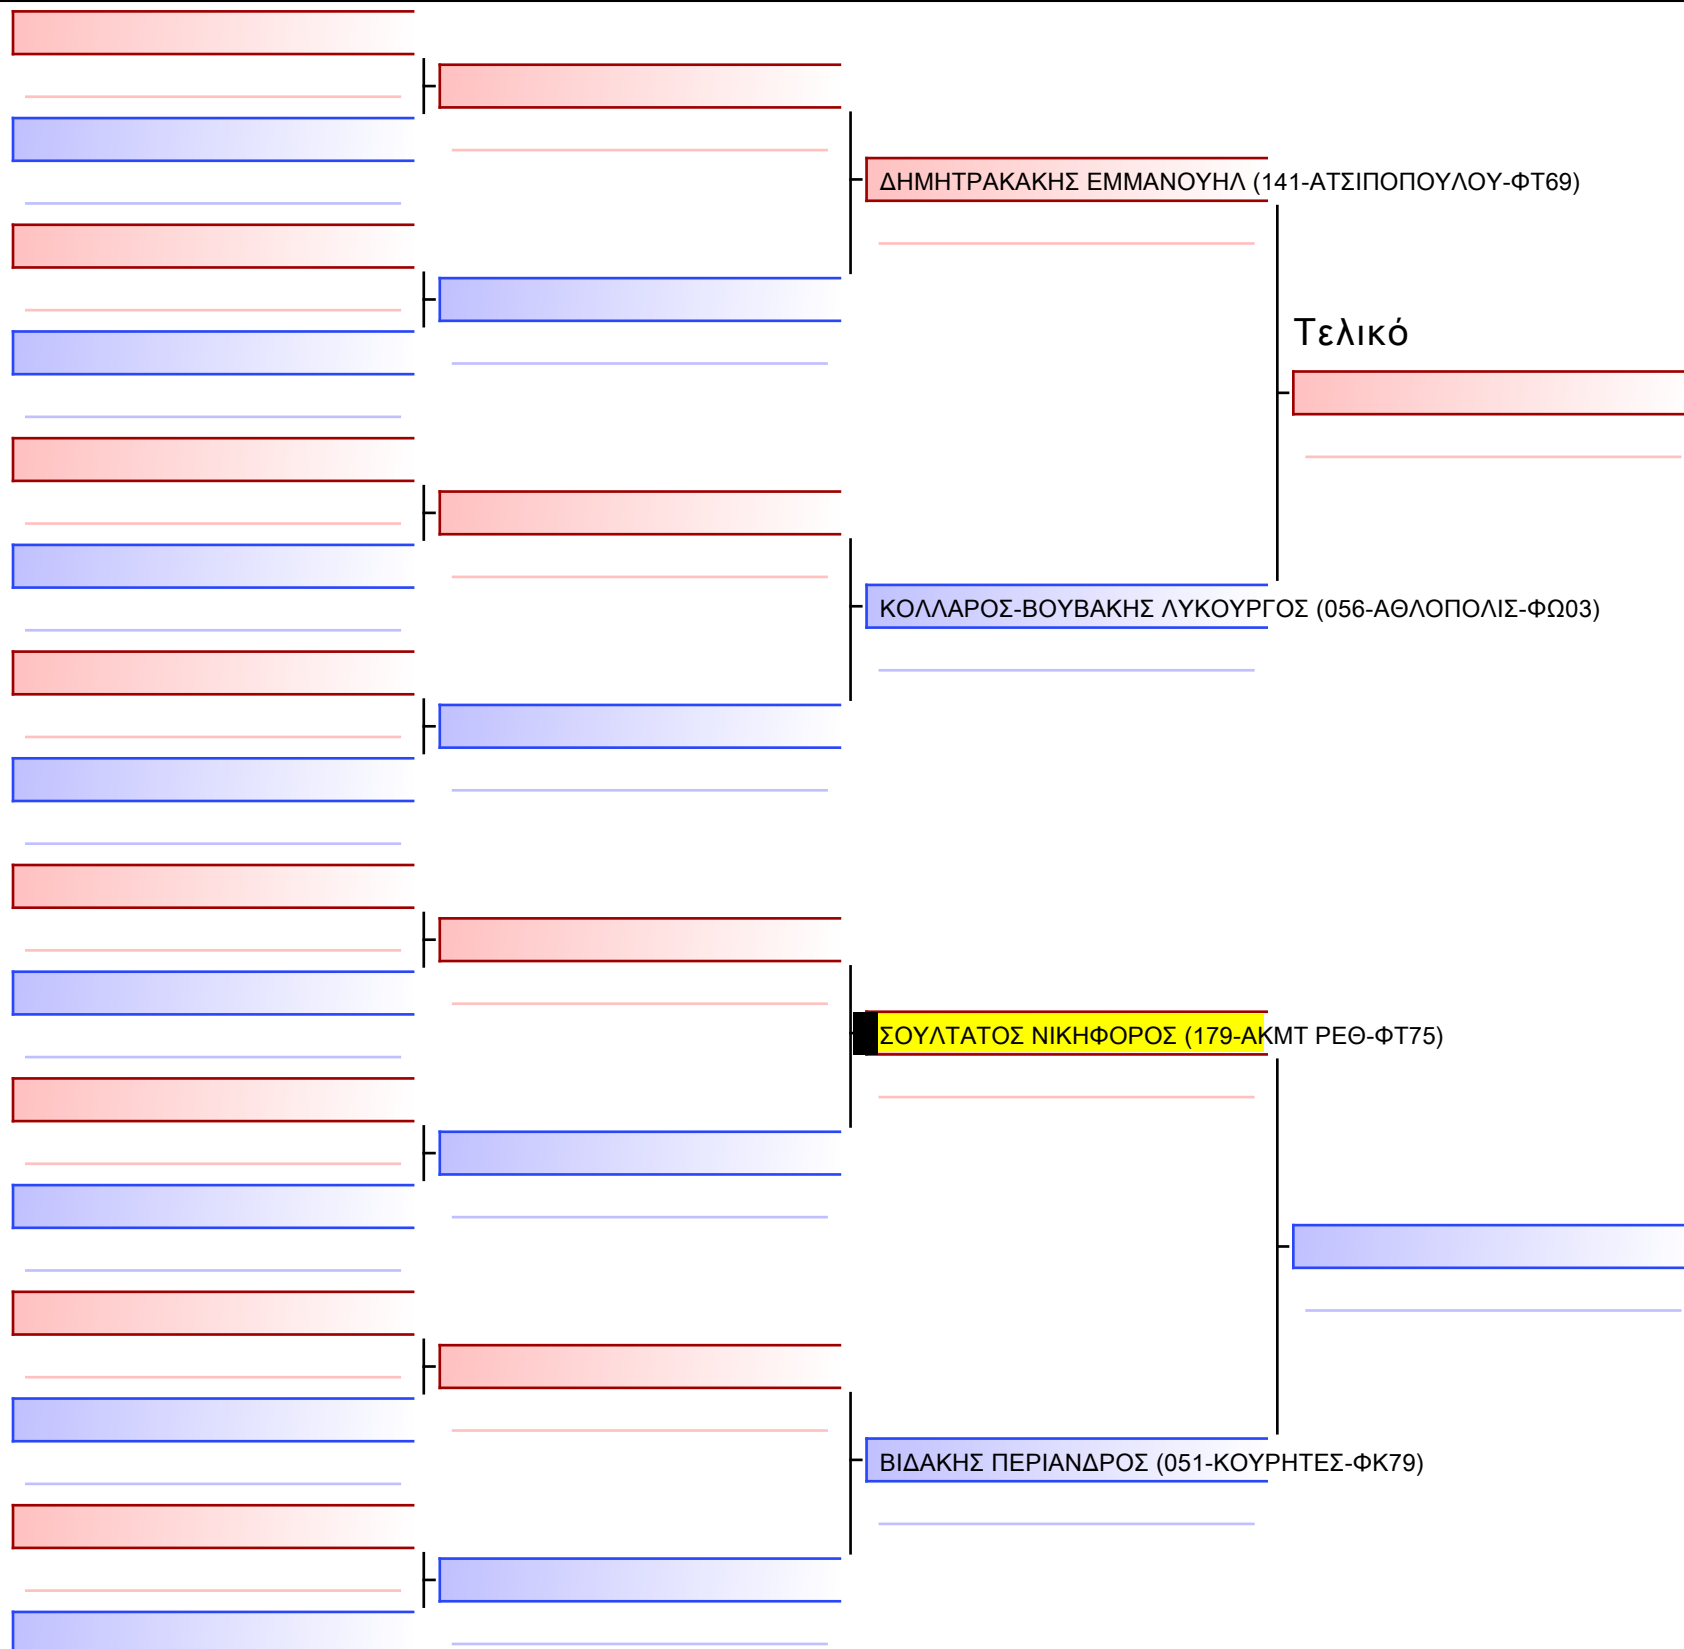 ΔΗΜΗΤΡΑΚΑΚΗΣ ΕΜΜΑΝΟΥΗΛ (141-ΑΤΣΙΠΟΠΟΥΛΟΥ-ΦΤ69)
Τελικό
ΚΟΛΛΑΡΟΣ-ΒΟΥΒΑΚΗΣ ΛΥΚΟΥΡΓΟΣ (056-ΑΘΛΟΠΟΛΙΣ-ΦΩ03)
ΣΟΥΛΤΑΤΟΣ ΝΙΚΗΦΟΡΟΣ (179-ΑΚΜΤ ΡΕΘ-ΦΤ75)
ΒΙΔΑΚΗΣ ΠΕΡΙΑΝΔΡΟΣ (051-ΚΟΥΡΗΤΕΣ-ΦΚ79)